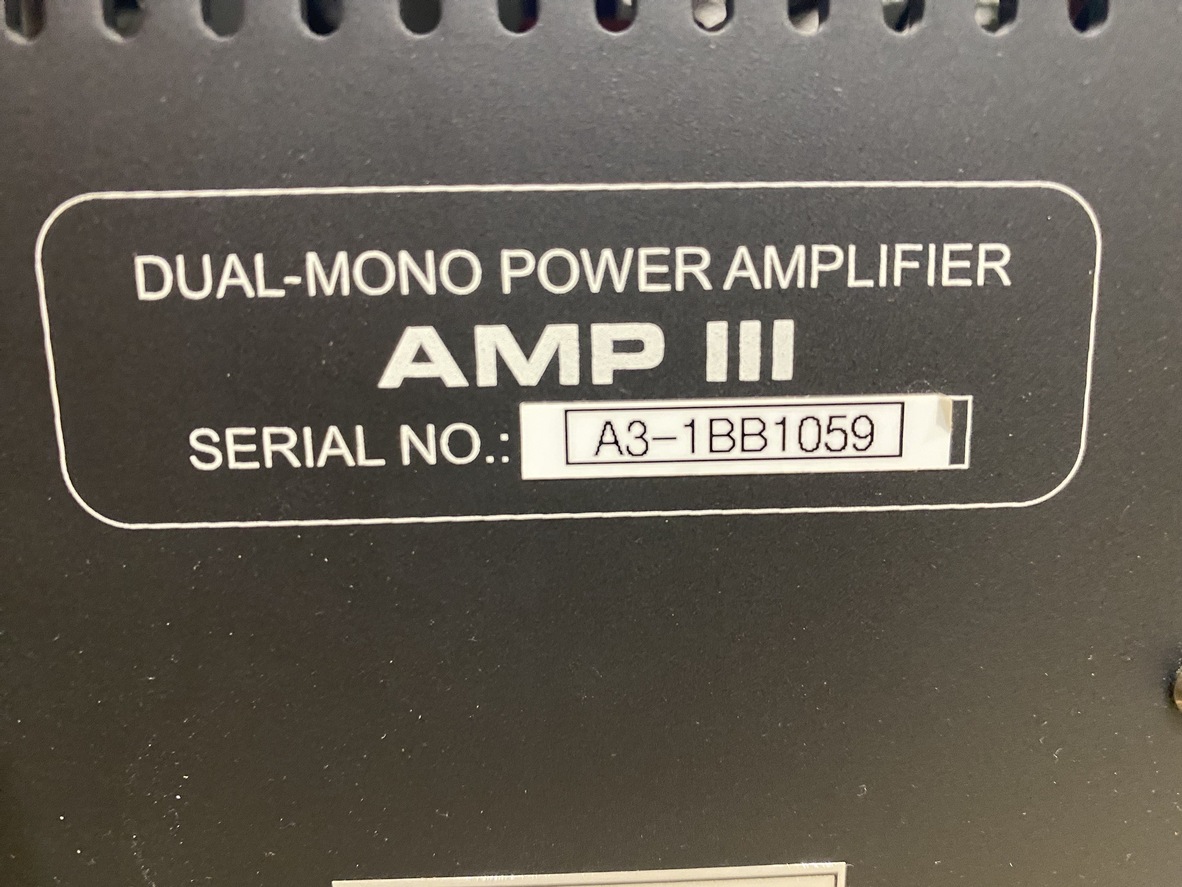 DUAL-MONO POWER AMPLIFIER
AMP III
SERIAL NO.: A3-1BB1059